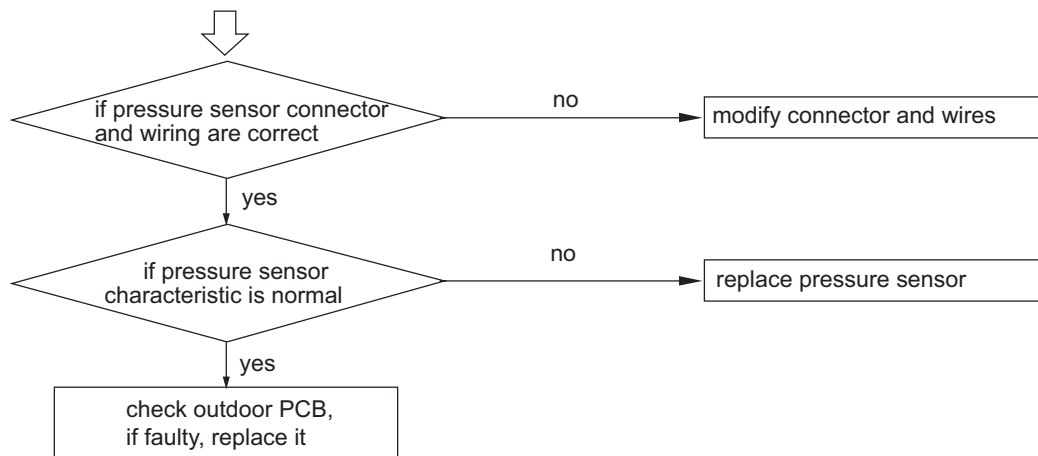 if pressure sensor connector
and wiring are correct
no
modify connector and wires
yes
if pressure sensor
characteristic is normal
no
replace pressure sensor
yes
check outdoor PCB,
if faulty, replace it